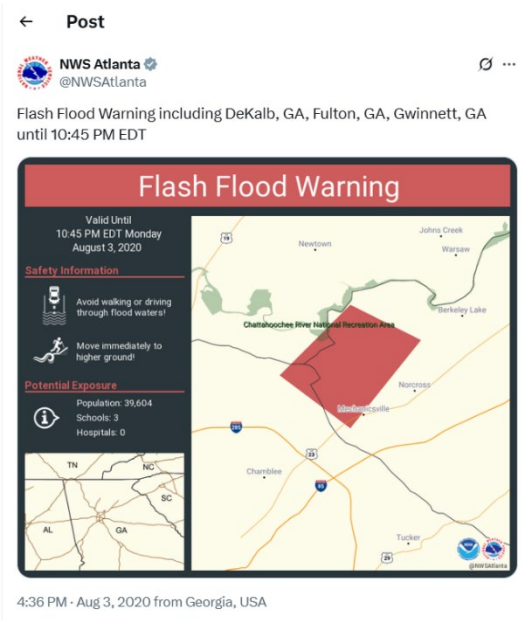 Post
NWS Atlanta
@NWSAtlanta
Flash Flood Warning including DeKalb, GA, Fulton, GA, Gwinnett, GA
until 10:45 PM EDT
Flash Flood Warning
Valid Until
10:45 PM EDT Monday
August 3, 2020
Safety Information
Avoid walking or driving
through flood waters!
Move immediately to
higher ground!
Potential Exposure
Population: 39,604
Schools: 3
Hospitals: 0
TN
NC
SC
AL
GA
19
Newtown
Johns Creek
Warsaw
Berkeley Lake
Chattahoochee River National Recreation Area
Norcross
Mechanicsville
285
23
Chamblee
85
Tucker
29
@NWSAtlanta
4:36 PM · Aug 3, 2020 from Georgia, USA